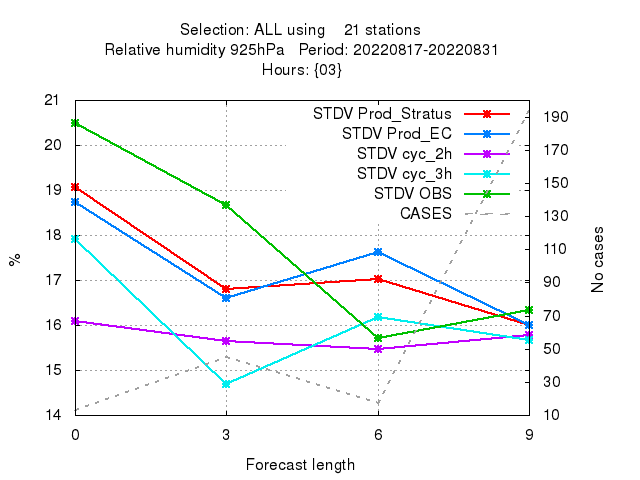 Selection: ALL using    21 stations
Relative humidity 925hPa   Period: 20220817-20220831
Hours: {03}
STDV Prod_Stratus
STDV Prod_EC
STDV cyc_2h
STDV cyc_3h
STDV OBS
CASES
%
21
20
19
18
17
16
15
14
No cases
190
170
150
130
110
90
70
50
30
10
0 3 6 9
Forecast length